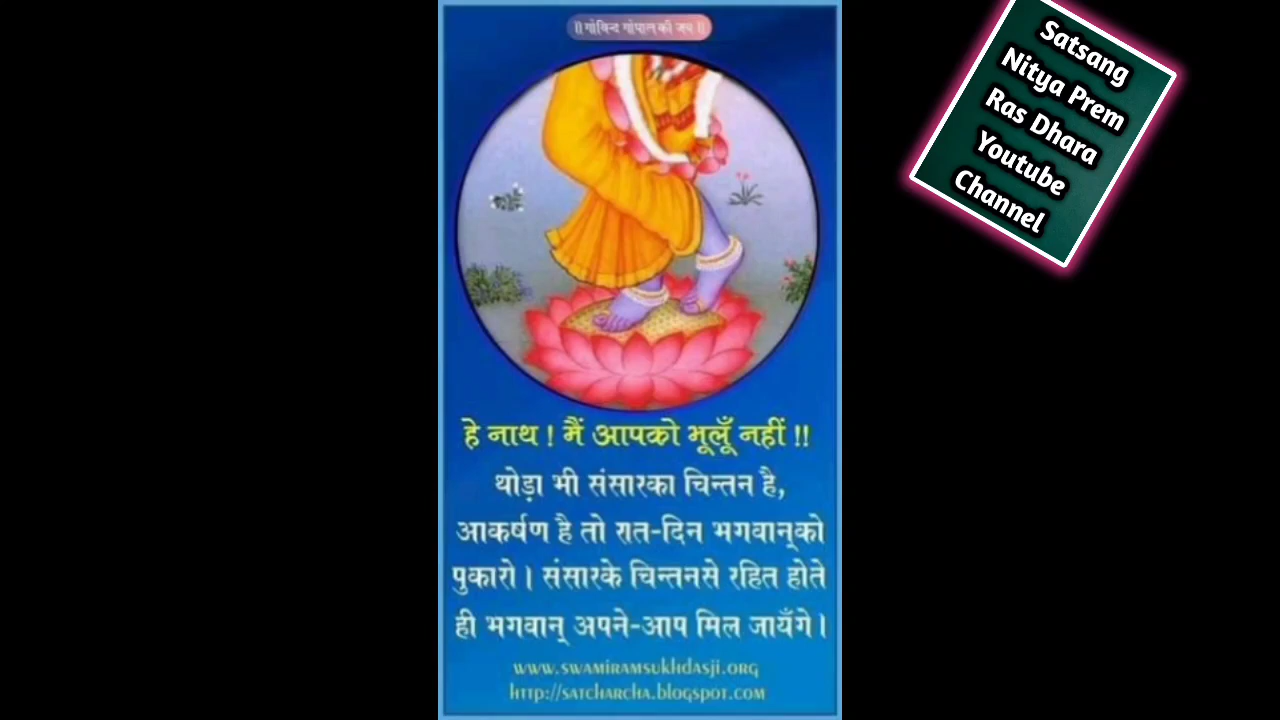 ॥ गोविन्द गोपाल की जय ॥
हे नाथ ! मैं आपको भूलूँ नहीं !!
थोड़ा भी संसारका चिन्तन है,
आकर्षण है तो रात-दिन भगवान्‌को
पुकारो। संसारके चिन्तनसे रहित होते
ही भगवान् अपने-आप मिल जायँगे।
www.swamiramsukhdasji.org
http://satcharcha.blogspot.com
Satsang
Nitya Prem
Ras Dhara
Youtube
Channel